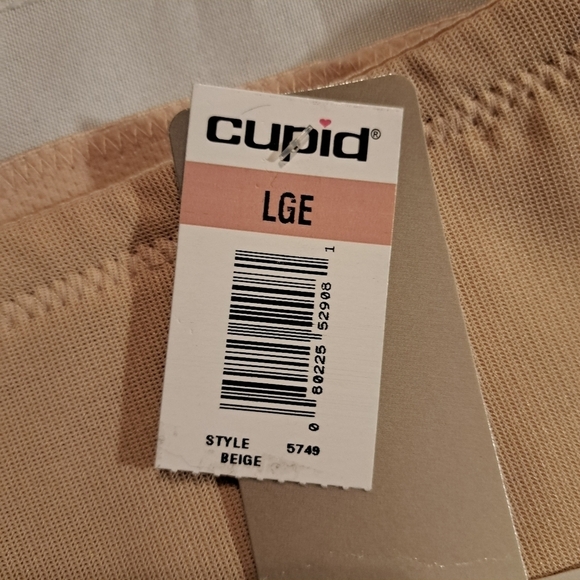 cupid®
LGE
0 80225 52908 1
STYLE 5749
BEIGE